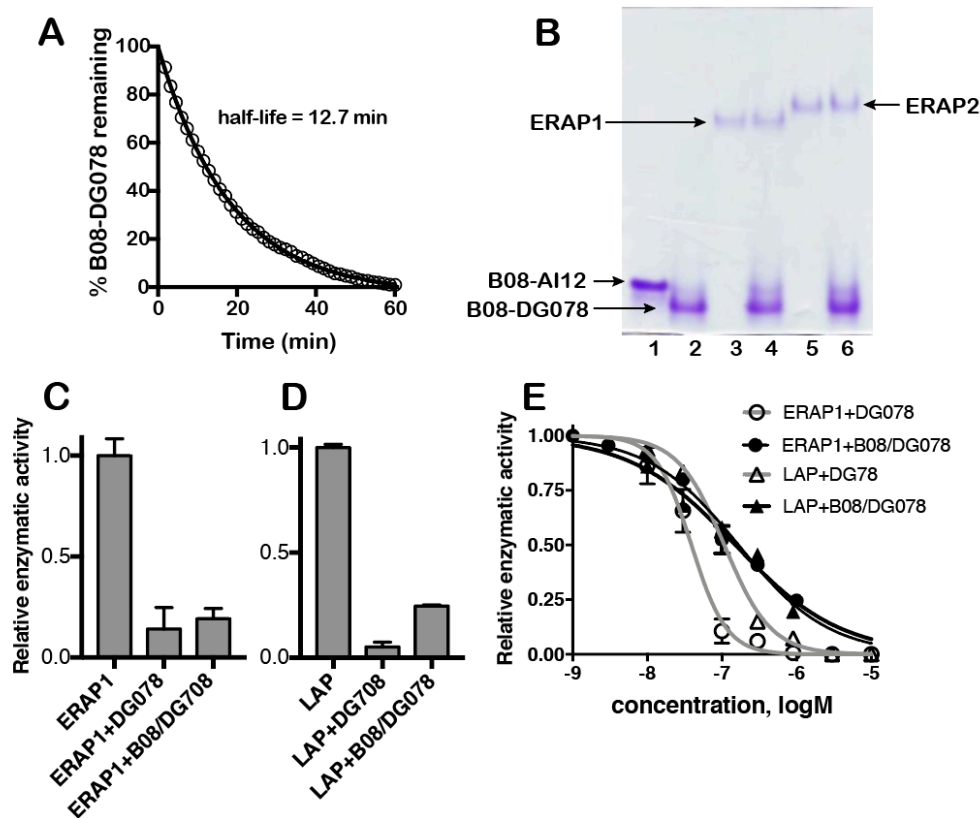 A
% B08-DG078 remaining
100
80
60
40
20
0
half-life = 12.7 min
0 20 40 60
Time (min)
B
ERAP1
ERAP2
B08-AI12
B08-DG078
1 2 3 4 5 6
C
Relative enzymatic activity
1.0
0.5
0.0
ERAP1
ERAP1+DG078
ERAP1+B08/DG708
D
1.0
0.5
0.0
LAP
LAP+DG708
LAP+B08/DG078
E
Relative enzymatic activity
1.00
0.75
0.50
0.25
0.00
-9 -8 -7 -6 -5
concentration, logM
ERAP1+DG078
ERAP1+B08/DG078
LAP+DG78
LAP+B08/DG078